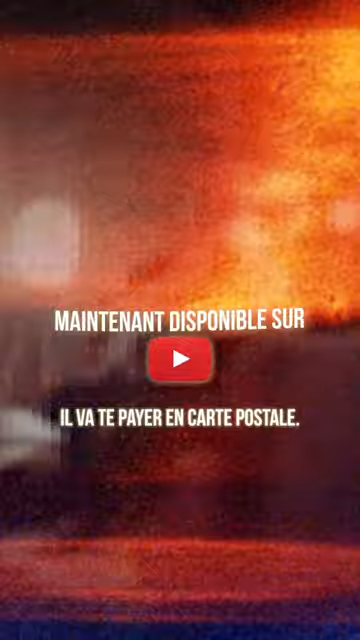 MAINTENANT DISPONIBLE SUR
IL VA TE PAYER EN CARTE POSTALE.